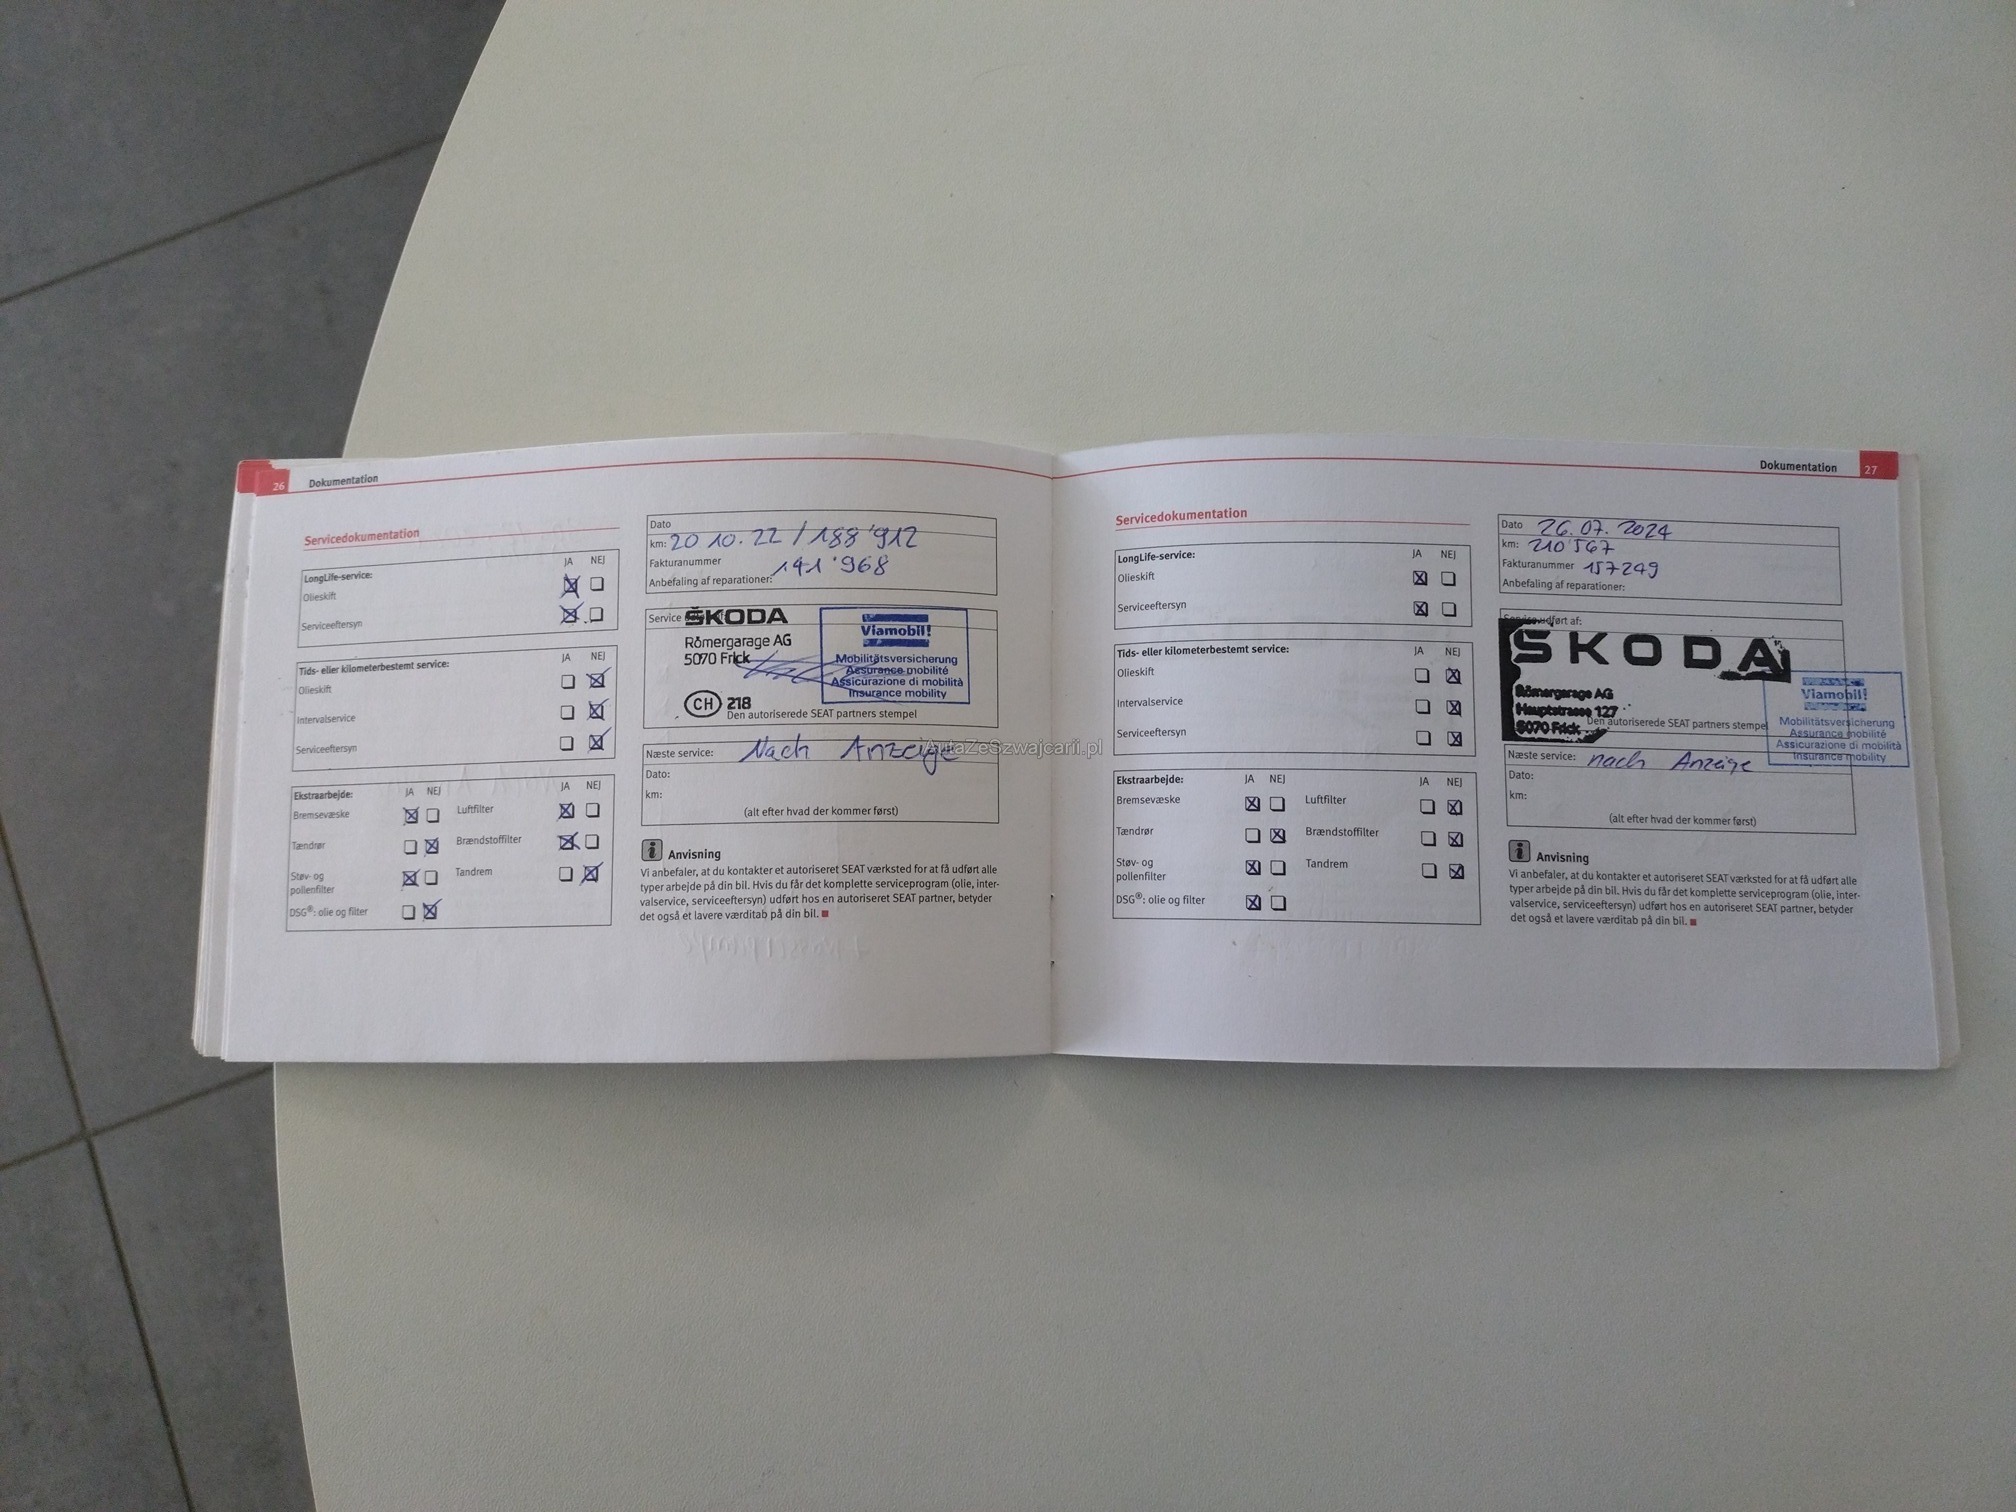 26 Dokumentation
Servicedokumentation
LongLife-service: JA NEJ
Olieskift
Serviceeftersyn
Tids- eller kilometerbestemt service: JA NEJ
Olieskift
Intervalservice
Serviceeftersyn
Ekstraarbejde: JA NEJ JA NEJ
Bremsevæske Luftfilter
Tændrør Brændstoffilter
Støv- og
pollenfilter Tandrem
DSG®: olie og filter
Dato
km: 20 10. 22 / 188'912
Fakturanummer 141'968
Anbefaling af reparationer:
Service
ŠKODA
Römergarage AG
5070 Frick
CH 218
Viamobil!
Mobilitätsversicherung
Assurance mobilité
Assicurazione di mobilità
Insurance mobility
Den autoriserede SEAT partners stempel
Næste service: Nach Anzeige
AutaZeSzwajcarii.pl
Dato:
km:
(alt efter hvad der kommer først)
Anvisning
Vi anbefaler, at du kontakter et autoriseret SEAT værksted for at få udført alle
typer arbejde på din bil. Hvis du får det komplette serviceprogram (olie, inter-
valservice, serviceeftersyn) udført hos en autoriseret SEAT partner, betyder
det også et lavere værditab på din bil.
Dokumentation 27
Servicedokumentation
LongLife-service: JA NEJ
Olieskift
Serviceeftersyn
Tids- eller kilometerbestemt service: JA NEJ
Olieskift
Intervalservice
Serviceeftersyn
Ekstraarbejde: JA NEJ JA NEJ
Bremsevæske Luftfilter
Tændrør Brændstoffilter
Støv- og
pollenfilter Tandrem
DSG®: olie og filter
Dato 26. 07. 2024
km: 210'567
Fakturanummer 157249
Anbefaling af reparationer:
Service udført af:
SKODA
Römergarage AG
Hauptstrasse 127
5070 Frick
Viamobil!
Mobilitätsversicherung
Assurance mobilité
Assicurazione di mobilità
Insurance mobility
Den autoriserede SEAT partners stempel
Næste service: nach Anzeige
Dato:
km:
(alt efter hvad der kommer først)
Anvisning
Vi anbefaler, at du kontakter et autoriseret SEAT værksted for at få udført alle
typer arbejde på din bil. Hvis du får det komplette serviceprogram (olie, inter-
valservice, serviceeftersyn) udført hos en autoriseret SEAT partner, betyder
det også et lavere værditab på din bil.